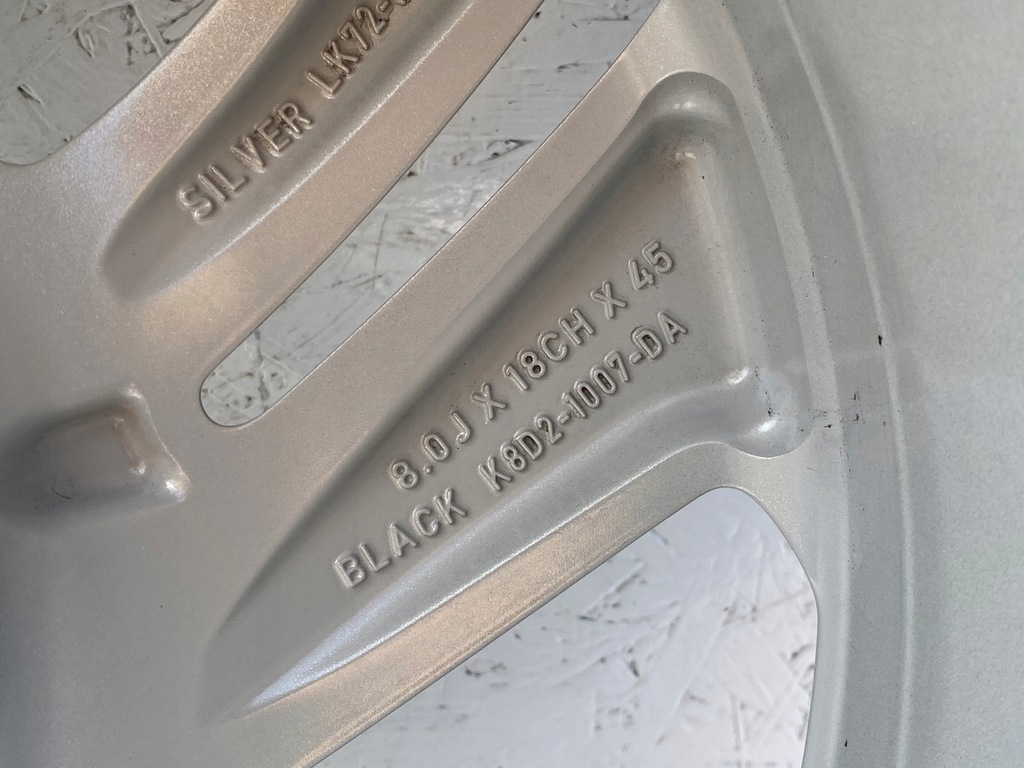 SILVER LK72-
8.0J X 18CH X 45
BLACK K8D2-1007-DA